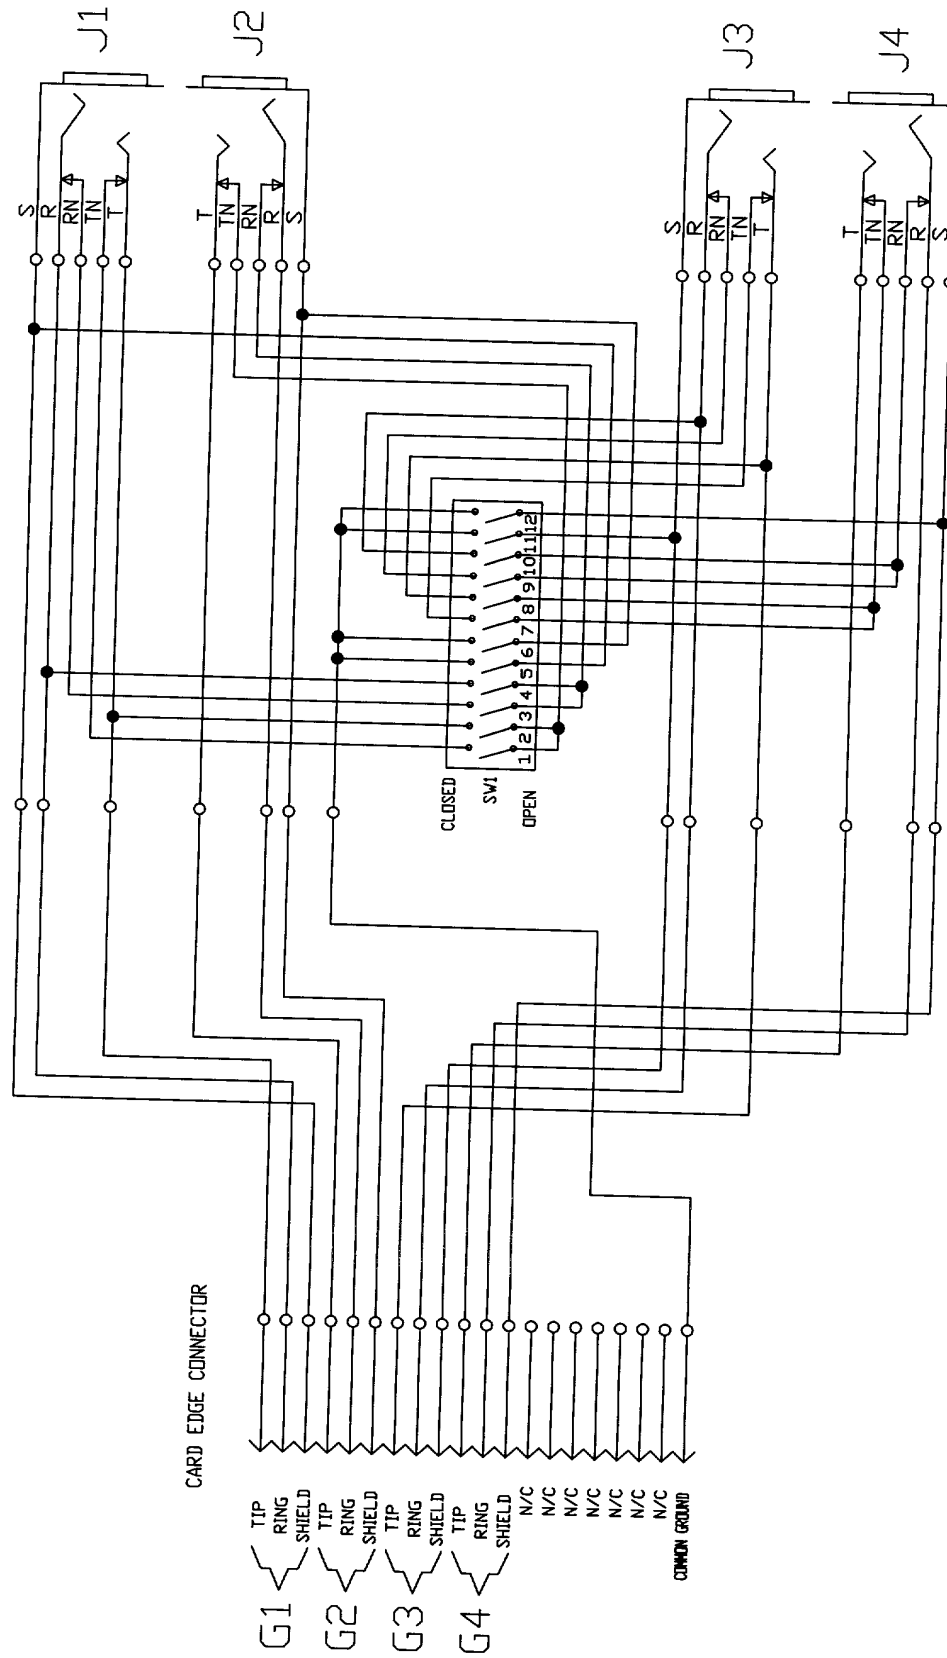 J1
J2
J3
J4
S
R
RN
TN
T
T
TN
RN
R
S
S
R
RN
TN
T
T
TN
RN
R
S
CLOSED
SW1
OPEN
1 2 3 4 5 6 7 8 9 10 11 12
CARD EDGE CONNECTOR
G1
TIP
RING
SHIELD
G2
TIP
RING
SHIELD
G3
TIP
RING
SHIELD
G4
TIP
RING
SHIELD
N/C
N/C
N/C
N/C
N/C
N/C
N/C
COMMON GROUND